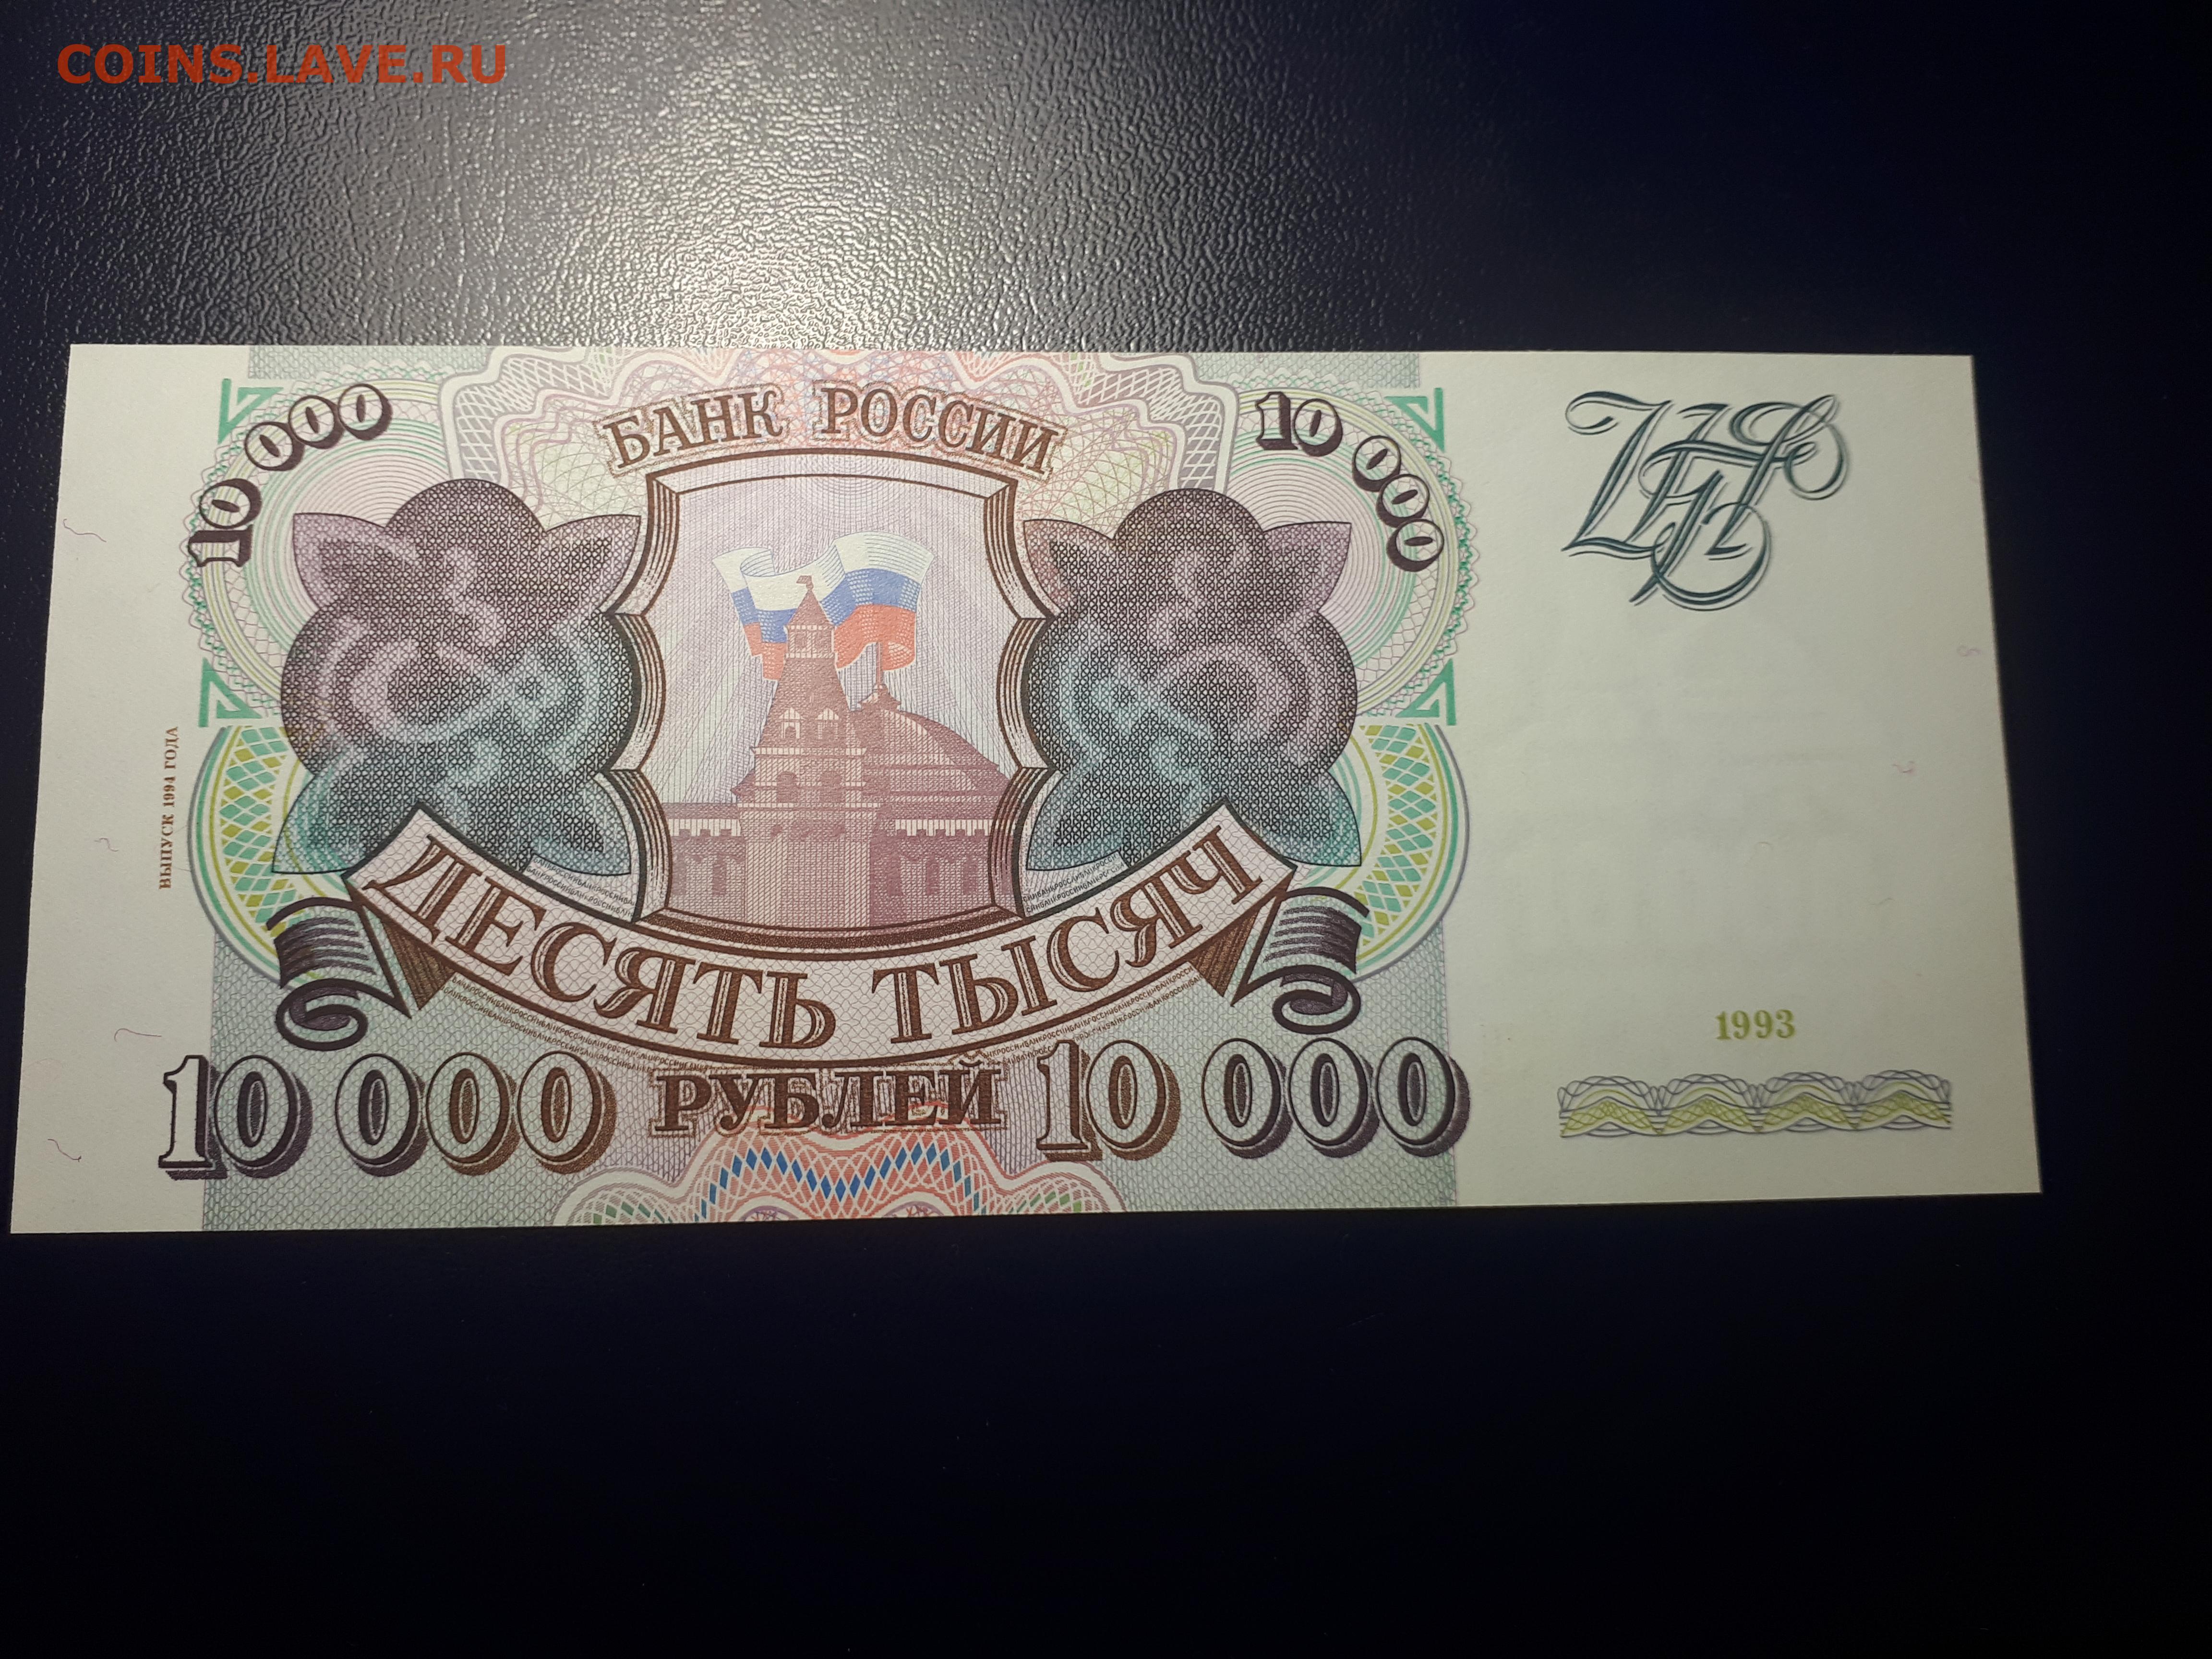 COINS.LAVE.RU
БАНК РОССИИ
10 000
10 000
ВЫПУСК 1994 ГОДА
ДЕСЯТЬ ТЫСЯЧ
10 000 РУБЛЕЙ 10 000
1993